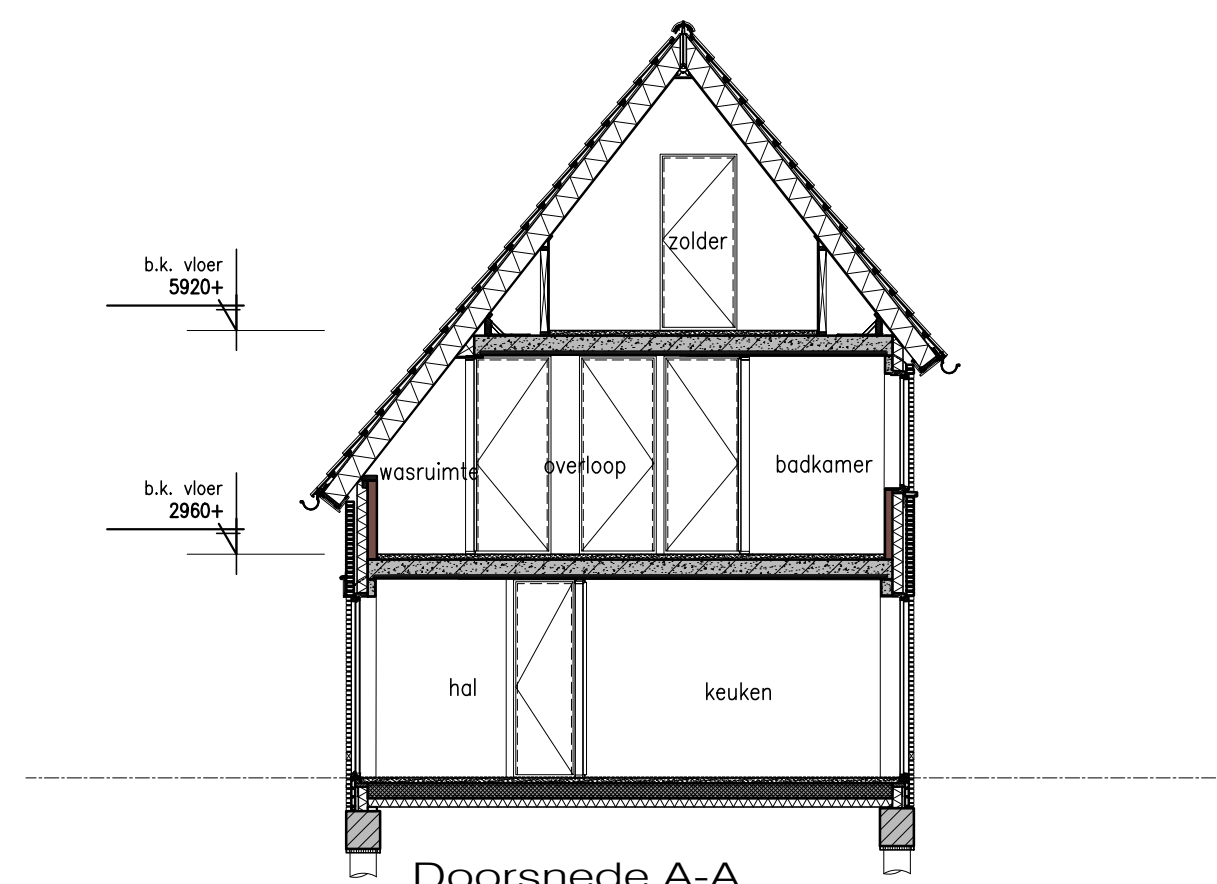 zolder
b.k. vloer
5920+
wasruimte
overloop
badkamer
b.k. vloer
2960+
hal
keuken
Doorsnede A-A